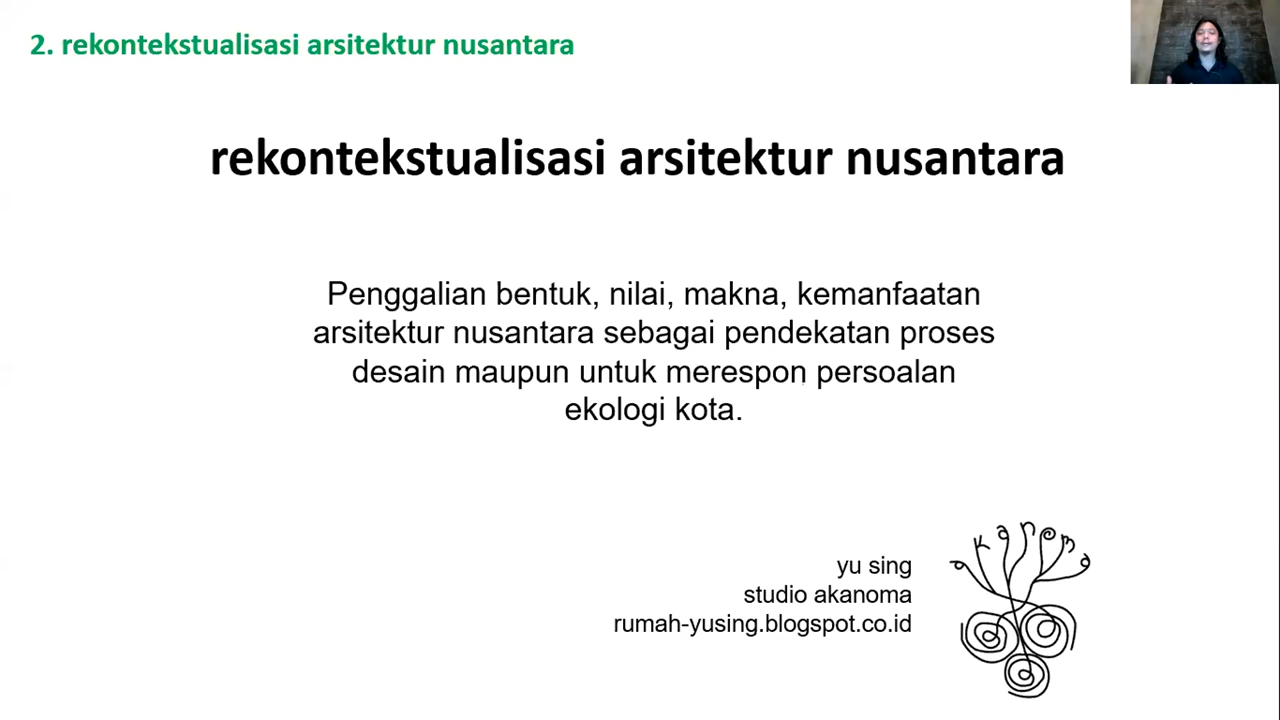 2. rekontekstualisasi arsitektur nusantara
rekontekstualisasi arsitektur nusantara
Penggalian bentuk, nilai, makna, kemanfaatan
arsitektur nusantara sebagai pendekatan proses
desain maupun untuk merespon persoalan
ekologi kota.
yu sing
studio akanoma
rumah-yusing.blogspot.co.id
akanoma